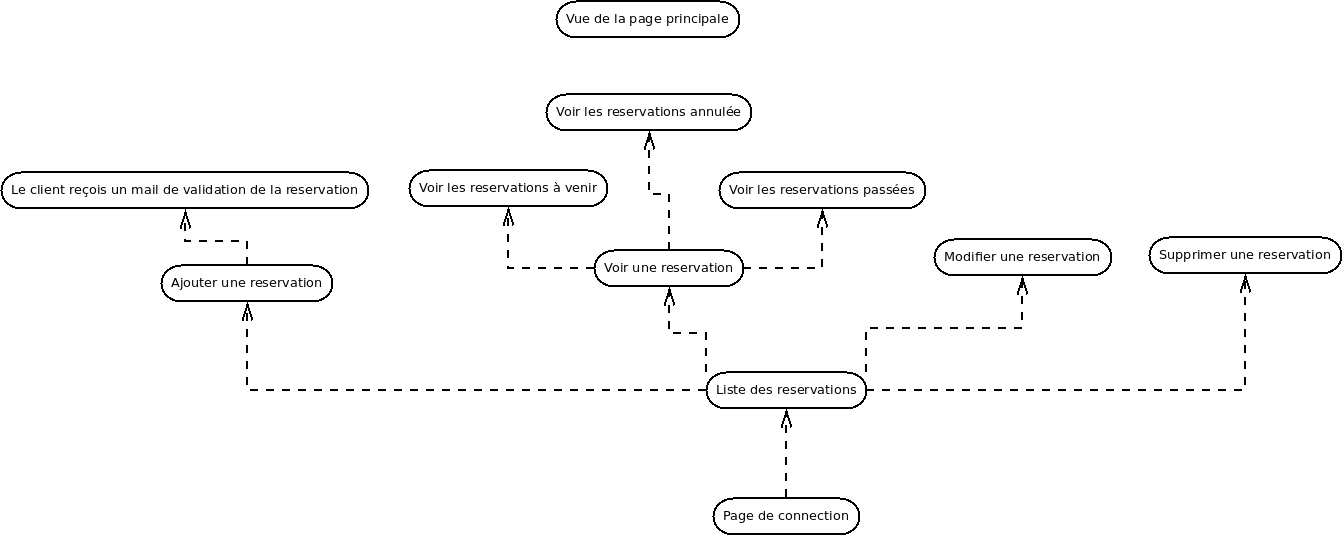 Vue de la page principale
Voir les reservations annulée
Le client reçois un mail de validation de la reservation
Voir les reservations à venir
Voir les reservations passées
Ajouter une reservation
Voir une reservation
Modifier une reservation
Supprimer une reservation
Liste des reservations
Page de connection